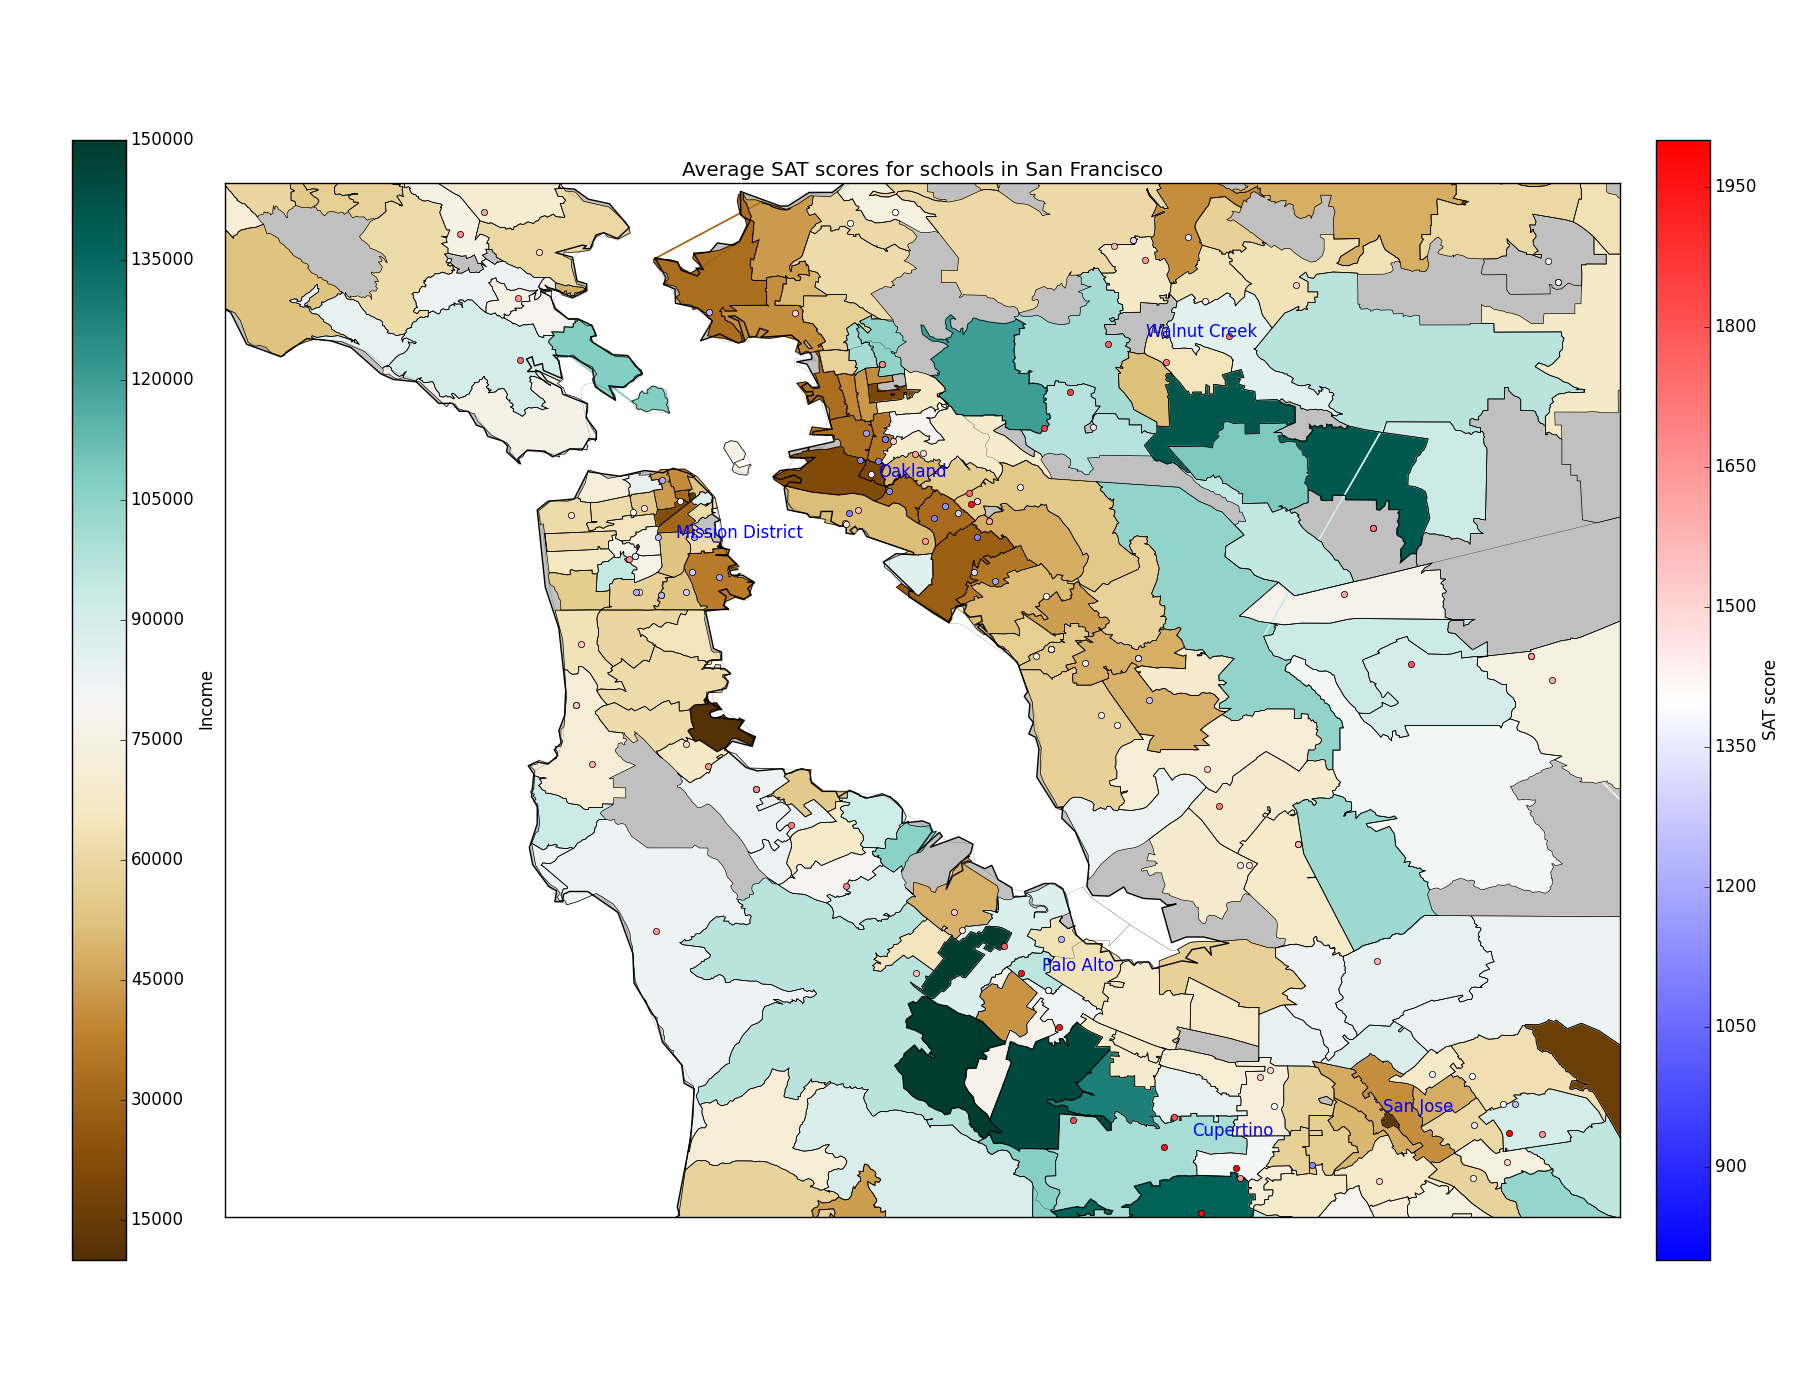 Average SAT scores for schools in San Francisco
150000
135000
120000
105000
90000
75000
60000
45000
30000
15000
Income
Walnut Creek
Oakland
Mission District
Palo Alto
San Jose
Cupertino
1950
1800
1650
1500
1350
1200
1050
900
SAT score